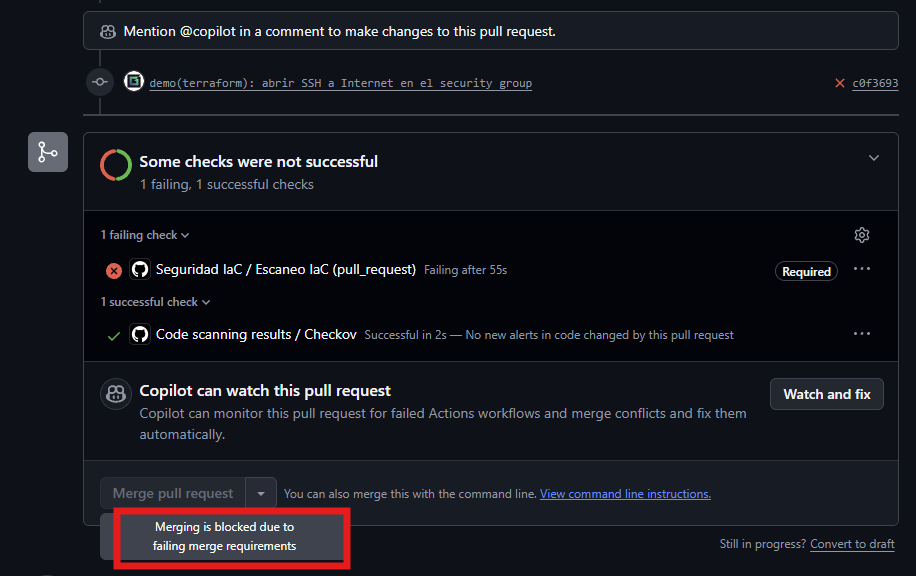 Mention @copilot in a comment to make changes to this pull request.
demo(terraform): abrir SSH a Internet en el security group c0f3693
Some checks were not successful
1 failing, 1 successful checks
1 failing check
Seguridad IaC / Escaneo IaC (pull_request) Failing after 55s Required
1 successful check
Code scanning results / Checkov Successful in 2s — No new alerts in code changed by this pull request
Copilot can watch this pull request
Copilot can monitor this pull request for failed Actions workflows and merge conflicts and fix them
automatically.
Watch and fix
Merge pull request You can also merge this with the command line. View command line instructions.
Merging is blocked due to
failing merge requirements
Still in progress? Convert to draft